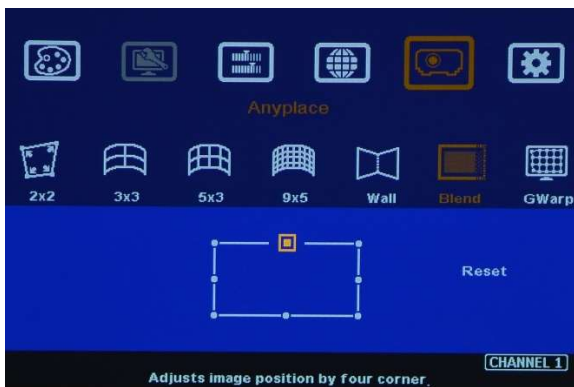 Anyplace
2x2 3x3 5x3 9x5 Wall Blend GWarp
Reset
CHANNEL 1
Adjusts image position by four corner.